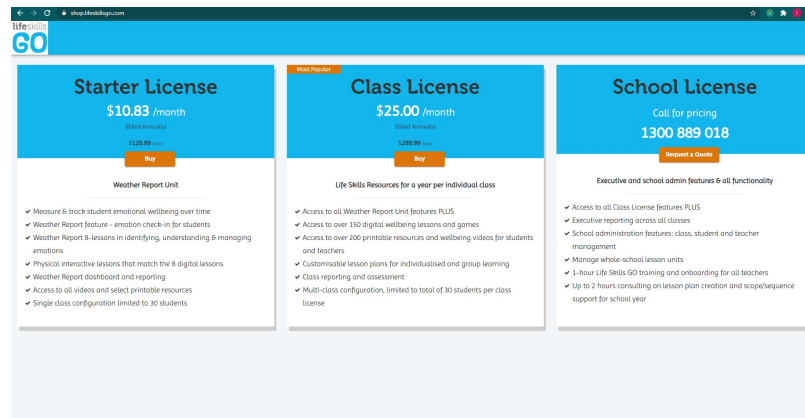 shop.lifeskillsgo.com
lifeskills
GO
Starter License
$10.83 /month
(Billed Annually)
$129.99 /year
Buy
Weather Report Unit
Measure & track student emotional wellbeing over time
Weather Report feature - emotion check-in for students
Weather Report 8-lessons in identifying, understanding & managing
emotions
Physical interactive lessons that match the 8 digital lessons
Weather Report dashboard and reporting
Access to all videos and select printable resources
Single class configuration limited to 30 students
Most Popular
Class License
$25.00 /month
(Billed Annually)
$299.99 /year
Buy
Life Skills Resources for a year per individual class
Access to all Weather Report Unit features PLUS
Access to over 150 digital wellbeing lessons and games
Access to over 200 printable resources and wellbeing videos for students
and teachers
Customisable lesson plans for individualised and group learning
Class reporting and assessment
Multi-class configuration, limited to total of 30 students per class
license
School License
Call for pricing
1300 889 018
Request a Quote
Executive and school admin features & all functionality
Access to all Class License features PLUS
Executive reporting across all classes
School administration features: class, student and teacher
management
Manage whole-school lesson units
1-hour Life Skills GO training and onboarding for all teachers
Up to 2 hours consulting on lesson plan creation and scope/sequence
support for school year